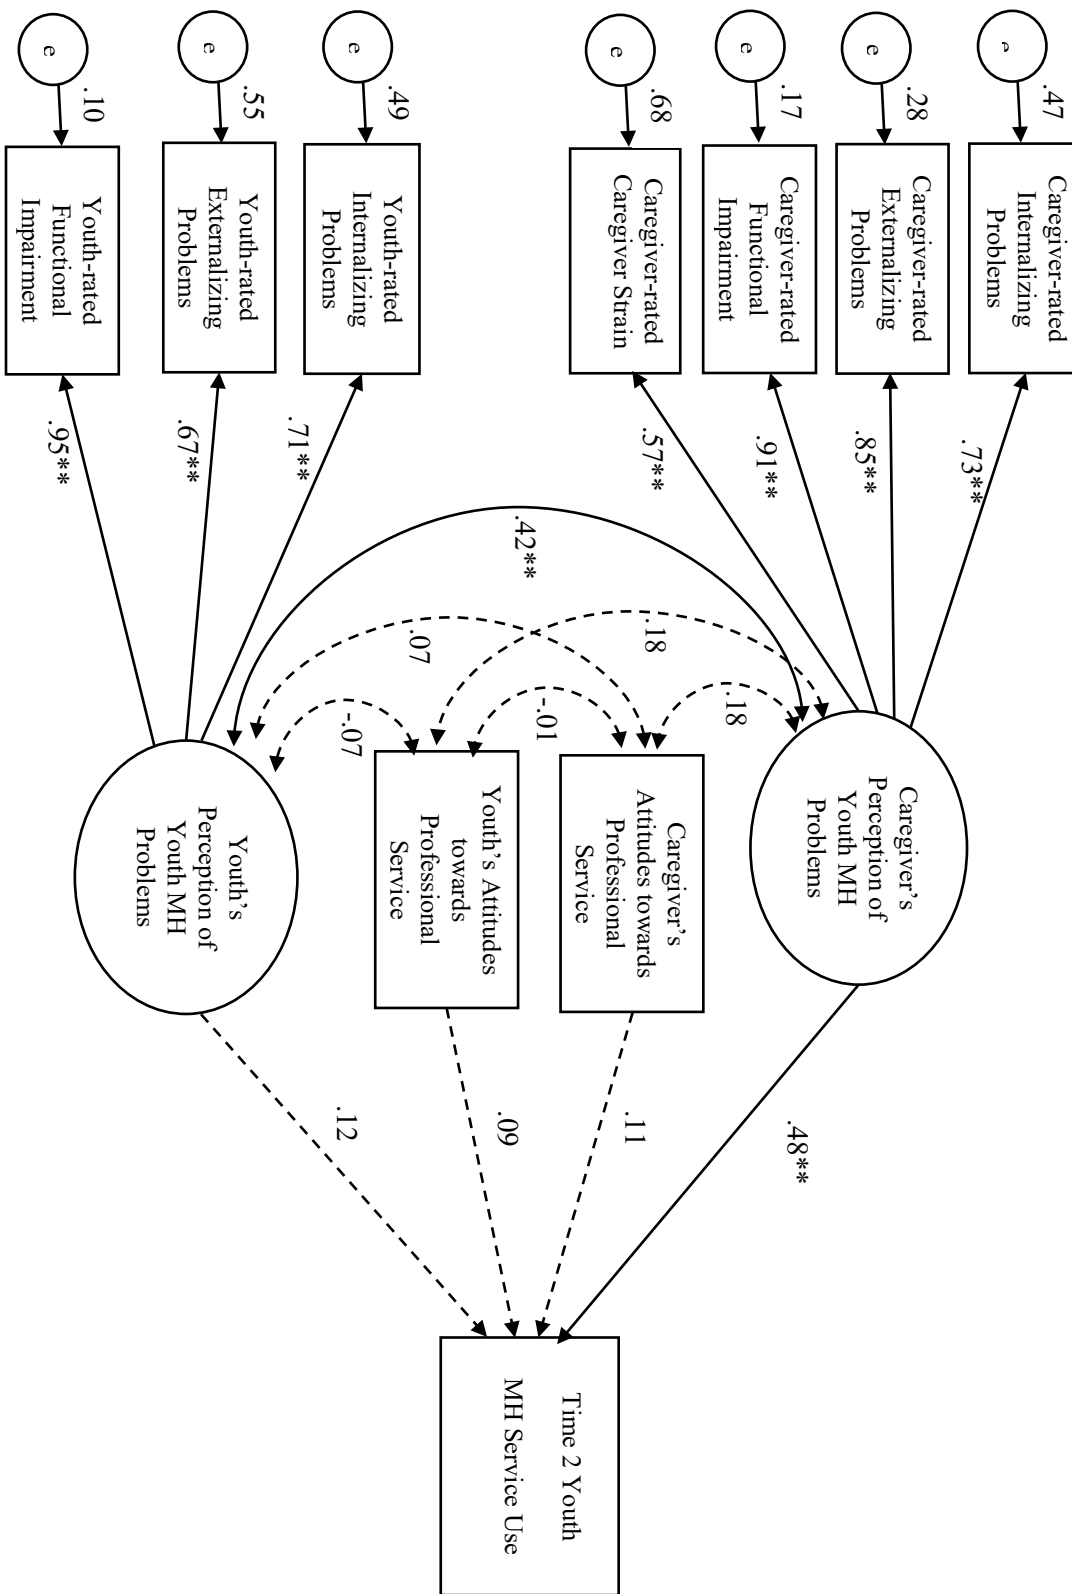 e
.47
Caregiver-rated
Internalizing
Problems
.73**
e
.28
Caregiver-rated
Externalizing
Problems
.85**
e
.17
Caregiver-rated
Functional
Impairment
.91**
e
.68
Caregiver-rated
Caregiver Strain
.57**
e
.49
Youth-rated
Internalizing
Problems
.71**
e
.55
Youth-rated
Externalizing
Problems
.67**
e
.10
Youth-rated
Functional
Impairment
.95**
.42**
.18
.07
.18
-.01
-.07
Caregiver's
Perception of
Youth MH
Problems
Caregiver's
Attitudes towards
Professional
Service
Youth's Attitudes
towards
Professional
Service
Youth's
Perception of
Youth MH
Problems
.48**
.11
.09
.12
Time 2 Youth
MH Service Use